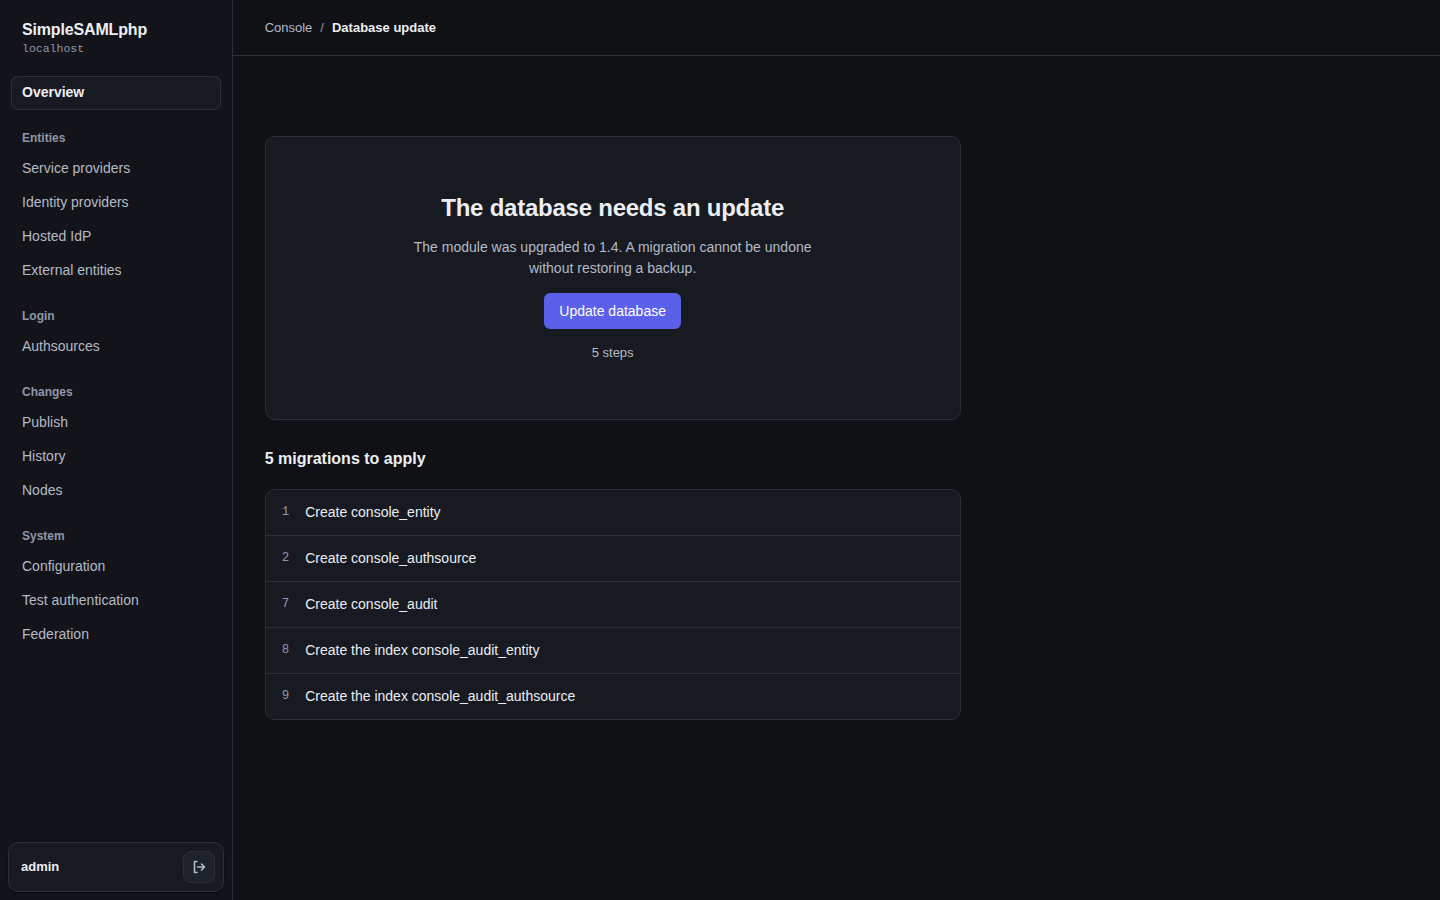 SimpleSAMLphp
localhost
Overview
Entities
Service providers
Identity providers
Hosted IdP
External entities
Login
Authsources
Changes
Publish
History
Nodes
System
Configuration
Test authentication
Federation
admin
Console / Database update
The database needs an update
The module was upgraded to 1.4. A migration cannot be undone
without restoring a backup.
Update database
5 steps
5 migrations to apply
1 Create console_entity
2 Create console_authsource
7 Create console_audit
8 Create the index console_audit_entity
9 Create the index console_audit_authsource